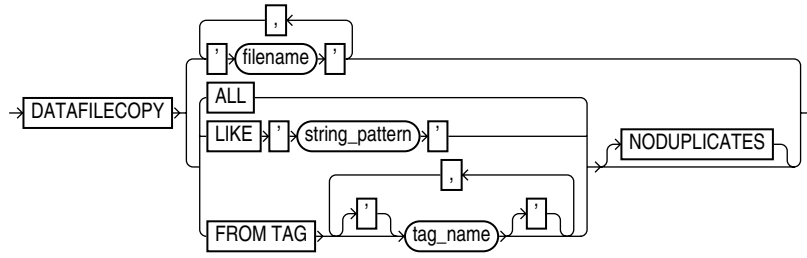 ,
' filename '
ALL
DATAFILECOPY
LIKE ' string_pattern '
NODUPLICATES
,
' '
FROM TAG tag_name